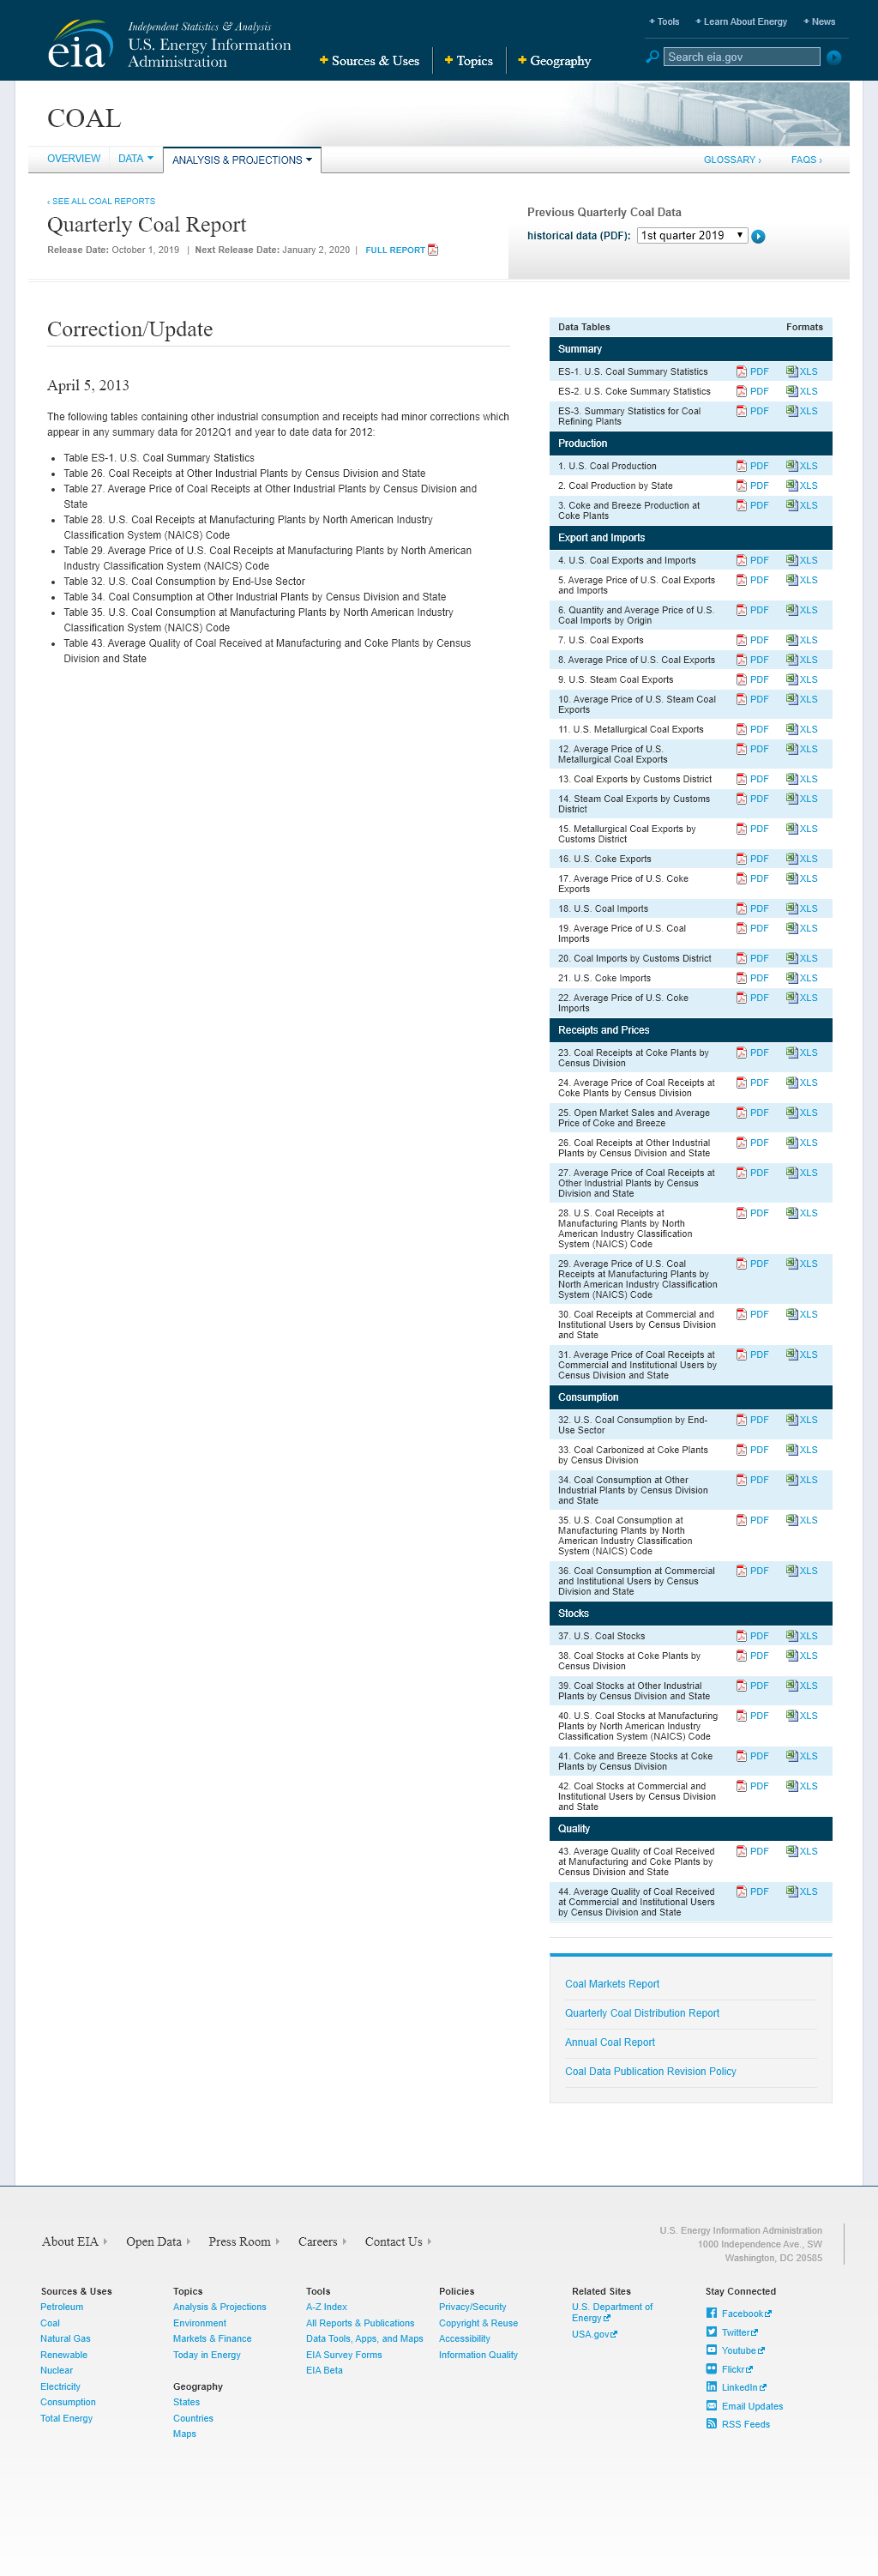 Tools
Learn About Energy
News
eia
Independent Statistics & Analysis
U.S. Energy Information
Administration
Sources & Uses
Topics
Geography
Search eia.gov
COAL
OVERVIEW
DATA
ANALYSIS & PROJECTIONS
GLOSSARY ›
FAQS ›
‹ SEE ALL COAL REPORTS
Quarterly Coal Report
Release Date: October 1, 2019 | Next Release Date: January 2, 2020 | FULL REPORT
Previous Quarterly Coal Data
historical data (PDF): 1st quarter 2019
Correction/Update
April 5, 2013
The following tables containing other industrial consumption and receipts had minor corrections which
appear in any summary data for 2012Q1 and year to date data for 2012:
Table ES-1. U.S. Coal Summary Statistics
Table 26. Coal Receipts at Other Industrial Plants by Census Division and State
Table 27. Average Price of Coal Receipts at Other Industrial Plants by Census Division and
State
Table 28. U.S. Coal Receipts at Manufacturing Plants by North American Industry
Classification System (NAICS) Code
Table 29. Average Price of U.S. Coal Receipts at Manufacturing Plants by North American
Industry Classification System (NAICS) Code
Table 32. U.S. Coal Consumption by End-Use Sector
Table 34. Coal Consumption at Other Industrial Plants by Census Division and State
Table 35. U.S. Coal Consumption at Manufacturing Plants by North American Industry
Classification System (NAICS) Code
Table 43. Average Quality of Coal Received at Manufacturing and Coke Plants by Census
Division and State
Data Tables Formats
Summary
ES-1. U.S. Coal Summary Statistics PDF XLS
ES-2. U.S. Coke Summary Statistics PDF XLS
ES-3. Summary Statistics for Coal PDF XLS
Refining Plants
Production
1. U.S. Coal Production PDF XLS
2. Coal Production by State PDF XLS
3. Coke and Breeze Production at PDF XLS
Coke Plants
Export and Imports
4. U.S. Coal Exports and Imports PDF XLS
5. Average Price of U.S. Coal Exports PDF XLS
and Imports
6. Quantity and Average Price of U.S. PDF XLS
Coal Imports by Origin
7. U.S. Coal Exports PDF XLS
8. Average Price of U.S. Coal Exports PDF XLS
9. U.S. Steam Coal Exports PDF XLS
10. Average Price of U.S. Steam Coal PDF XLS
Exports
11. U.S. Metallurgical Coal Exports PDF XLS
12. Average Price of U.S. PDF XLS
Metallurgical Coal Exports
13. Coal Exports by Customs District PDF XLS
14. Steam Coal Exports by Customs PDF XLS
District
15. Metallurgical Coal Exports by PDF XLS
Customs District
16. U.S. Coke Exports PDF XLS
17. Average Price of U.S. Coke PDF XLS
Exports
18. U.S. Coal Imports PDF XLS
19. Average Price of U.S. Coal PDF XLS
Imports
20. Coal Imports by Customs District PDF XLS
21. U.S. Coke Imports PDF XLS
22. Average Price of U.S. Coke PDF XLS
Imports
Receipts and Prices
23. Coal Receipts at Coke Plants by PDF XLS
Census Division
24. Average Price of Coal Receipts at PDF XLS
Coke Plants by Census Division
25. Open Market Sales and Average PDF XLS
Price of Coke and Breeze
26. Coal Receipts at Other Industrial PDF XLS
Plants by Census Division and State
27. Average Price of Coal Receipts at PDF XLS
Other Industrial Plants by Census
Division and State
28. U.S. Coal Receipts at PDF XLS
Manufacturing Plants by North
American Industry Classification
System (NAICS) Code
29. Average Price of U.S. Coal PDF XLS
Receipts at Manufacturing Plants by
North American Industry Classification
System (NAICS) Code
30. Coal Receipts at Commercial and PDF XLS
Institutional Users by Census Division
and State
31. Average Price of Coal Receipts at PDF XLS
Commercial and Institutional Users by
Census Division and State
Consumption
32. U.S. Coal Consumption by End- PDF XLS
Use Sector
33. Coal Carbonized at Coke Plants PDF XLS
by Census Division
34. Coal Consumption at Other PDF XLS
Industrial Plants by Census Division
and State
35. U.S. Coal Consumption at PDF XLS
Manufacturing Plants by North
American Industry Classification
System (NAICS) Code
36. Coal Consumption at Commercial PDF XLS
and Institutional Users by Census
Division and State
Stocks
37. U.S. Coal Stocks PDF XLS
38. Coal Stocks at Coke Plants by PDF XLS
Census Division
39. Coal Stocks at Other Industrial PDF XLS
Plants by Census Division and State
40. U.S. Coal Stocks at Manufacturing PDF XLS
Plants by North American Industry
Classification System (NAICS) Code
41. Coke and Breeze Stocks at Coke PDF XLS
Plants by Census Division
42. Coal Stocks at Commercial and PDF XLS
Institutional Users by Census Division
and State
Quality
43. Average Quality of Coal Received PDF XLS
at Manufacturing and Coke Plants by
Census Division and State
44. Average Quality of Coal Received PDF XLS
at Commercial and Institutional Users
by Census Division and State
Coal Markets Report
Quarterly Coal Distribution Report
Annual Coal Report
Coal Data Publication Revision Policy
About EIA
Open Data
Press Room
Careers
Contact Us
U.S. Energy Information Administration
1000 Independence Ave., SW
Washington, DC 20585
Sources & Uses
Petroleum
Coal
Natural Gas
Renewable
Nuclear
Electricity
Consumption
Total Energy
Topics
Analysis & Projections
Environment
Markets & Finance
Today in Energy
Geography
States
Countries
Maps
Tools
A-Z Index
All Reports & Publications
Data Tools, Apps, and Maps
EIA Survey Forms
EIA Beta
Policies
Privacy/Security
Copyright & Reuse
Accessibility
Information Quality
Related Sites
U.S. Department of
Energy
USA.gov
Stay Connected
Facebook
Twitter
Youtube
Flickr
LinkedIn
Email Updates
RSS Feeds